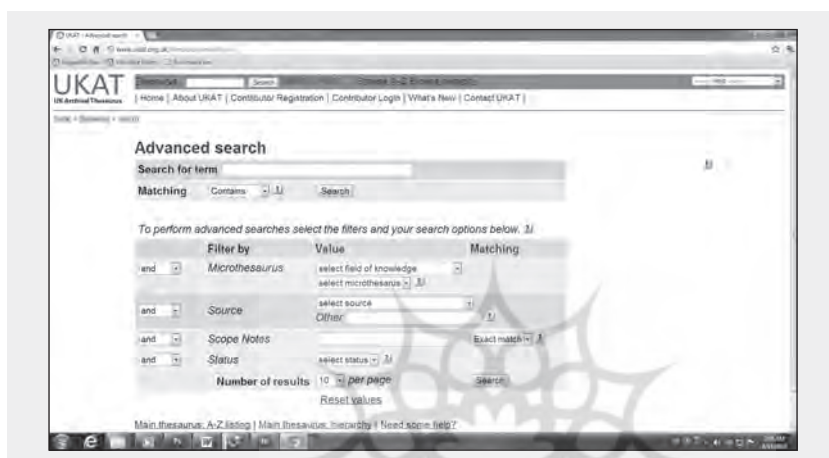 UKAT - Advanced search
UKAT
UK Archival Thesaurus
Search
| Home | About UKAT | Contributor Registration | Contributor Login | What's New | Contact UKAT |
Advanced search
Search for term
Matching Contains Search
To perform advanced searches select the filters and your search options below.
Filter by Value Matching
and Microthesaurus select field of knowledge
select microthesarus
and Source select source
Other
and Scope Notes Exact match
and Status select status
Number of results 10 per page Search
Reset values
Main thesaurus: A-Z listing | Main thesaurus, hierarchy | Need some help?